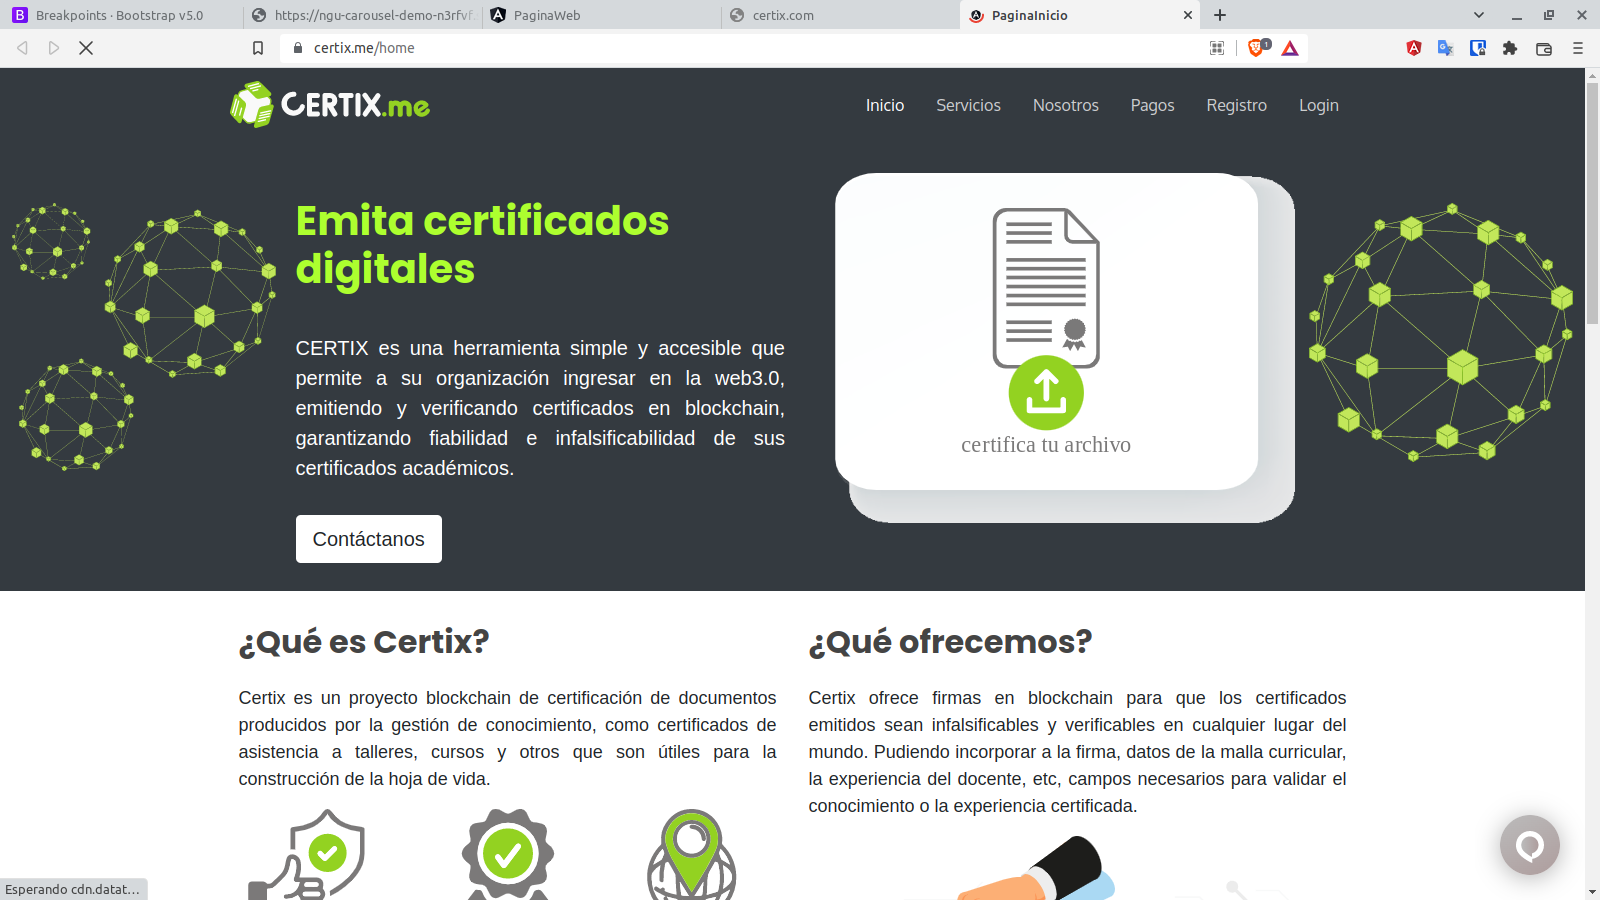 Breakpoints · Bootstrap v5.0
https://ngu-carousel-demo-n3rfvf.
PaginaWeb
certix.com
PaginaInicio
certix.me/home
1
CERTIX.me
Inicio
Servicios
Nosotros
Pagos
Registro
Login
Emita certificados
digitales
CERTIX es una herramienta simple y accesible que
permite a su organización ingresar en la web3.0,
emitiendo y verificando certificados en blockchain,
garantizando fiabilidad e infalsificabilidad de sus
certificados académicos.
Contáctanos
certifica tu archivo
¿Qué es Certix?
Certix es un proyecto blockchain de certificación de documentos
producidos por la gestión de conocimiento, como certificados de
asistencia a talleres, cursos y otros que son útiles para la
construcción de la hoja de vida.
¿Qué ofrecemos?
Certix ofrece firmas en blockchain para que los certificados
emitidos sean infalsificables y verificables en cualquier lugar del
mundo. Pudiendo incorporar a la firma, datos de la malla curricular,
la experiencia del docente, etc, campos necesarios para validar el
conocimiento o la experiencia certificada.
Esperando cdn.datat...